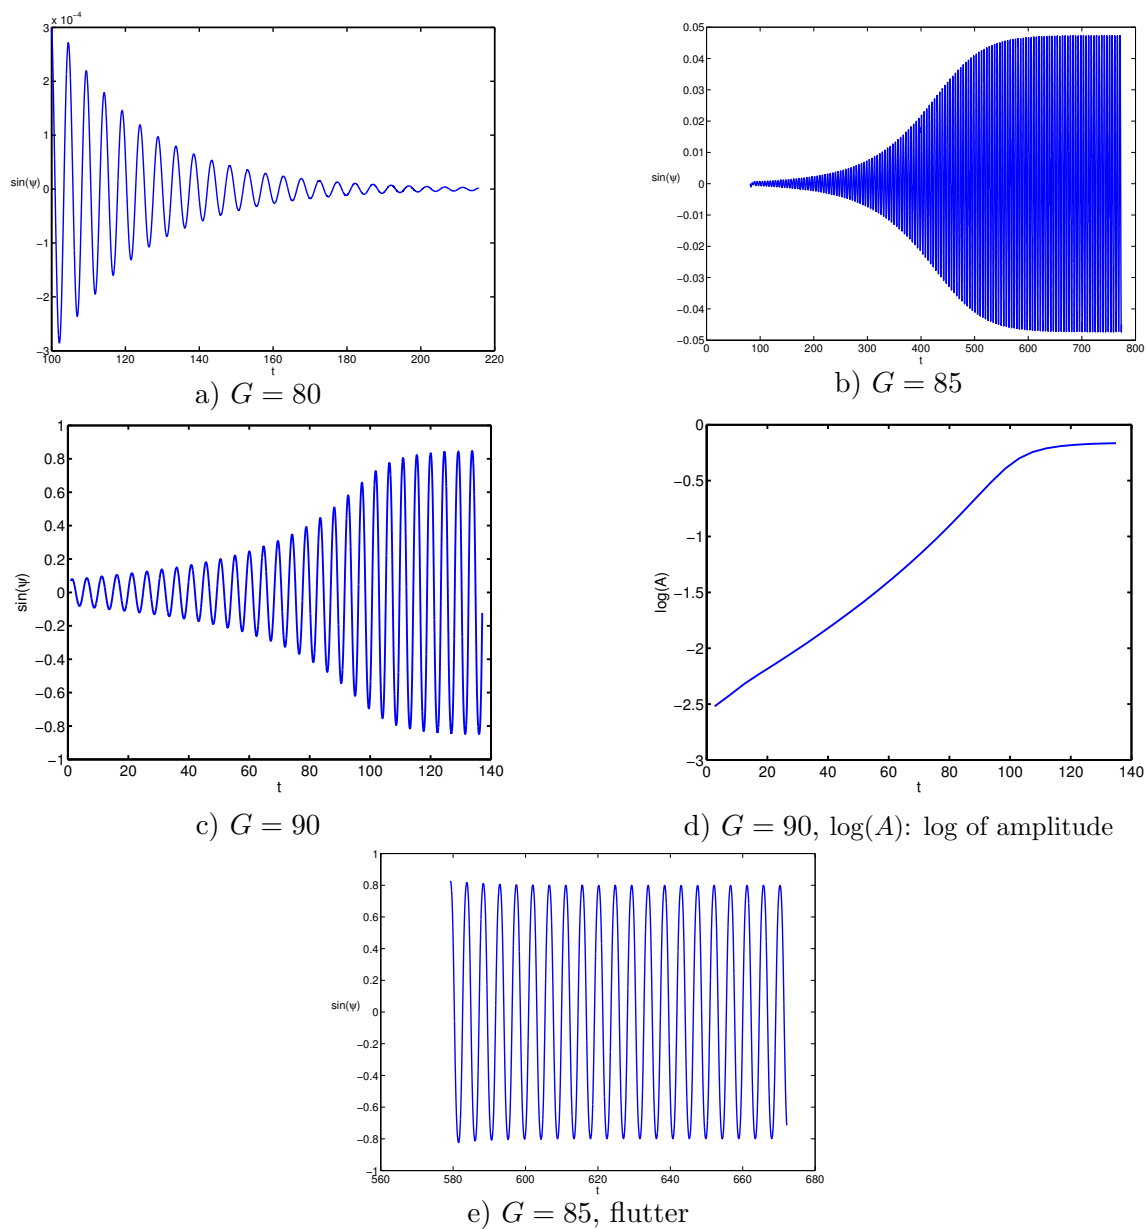 x 10⁻⁴
3
2
1
sin(ψ)
0
−1
−2
−3
100 120 140 160 180 200 220
t
a) G = 80
0.05
0.04
0.03
0.02
0.01
sin(ψ)
0
−0.01
−0.02
−0.03
−0.04
−0.05
0 100 200 300 400 500 600 700 800
t
b) G = 85
1
0.8
0.6
0.4
0.2
0
sin(ψ)
−0.2
−0.4
−0.6
−0.8
−1
0 20 40 60 80 100 120 140
t
c) G = 90
0
−0.5
−1
−1.5
log(A)
−2
−2.5
−3
0 20 40 60 80 100 120 140
t
d) G = 90, log(A): log of amplitude
1
0.8
0.6
0.4
0.2
sin(ψ)
0
−0.2
−0.4
−0.6
−0.8
−1
560 580 600 620 640 660 680
t
e) G = 85, flutter